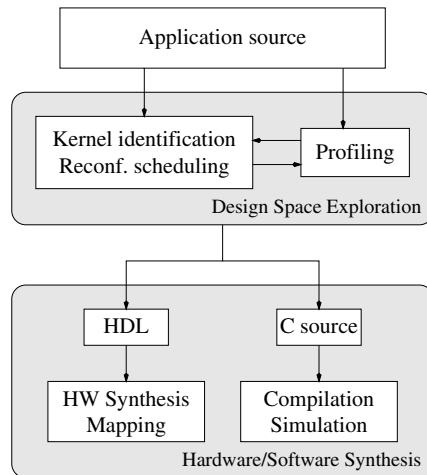 Application source
Kernel identification
Reconf. scheduling
Profiling
Design Space Exploration
HDL
C source
HW Synthesis
Mapping
Compilation
Simulation
Hardware/Software Synthesis